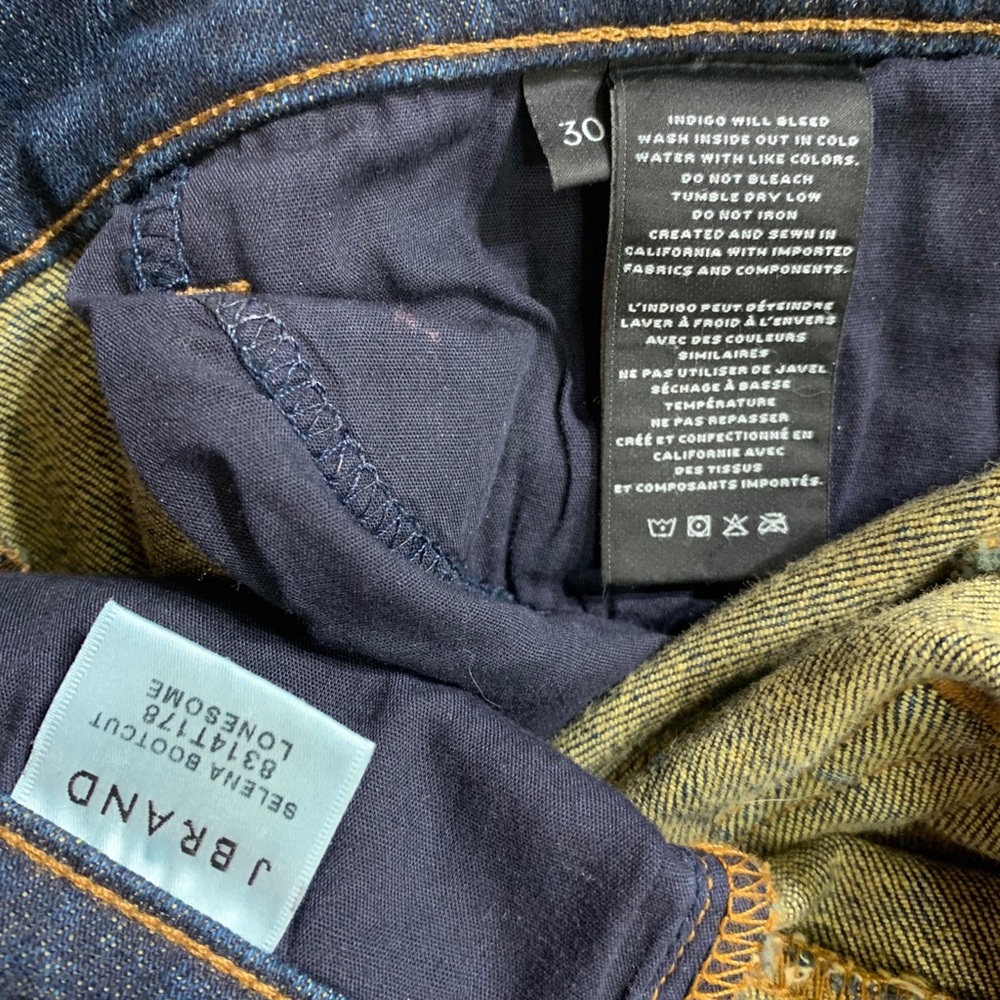 30
INDIGO WILL BLEED
WASH INSIDE OUT IN COLD
WATER WITH LIKE COLORS.
DO NOT BLEACH
TUMBLE DRY LOW
DO NOT IRON
CREATED AND SEWN IN
CALIFORNIA WITH IMPORTED
FABRICS AND COMPONENTS.
L'INDIGO PEUT DÉTEINDRE
LAVER À FROID À L'ENVERS
AVEC DES COULEURS
SIMILAIRES
NE PAS UTILISER DE JAVEL
SÉCHAGE À BASSE
TEMPÉRATURE
NE PAS REPASSER
CRÉÉ ET CONFECTIONNÉ EN
CALIFORNIE AVEC
DES TISSUS
ET COMPOSANTS IMPORTÉS.
J BRAND
SELENA BOOTCUT
8314T178
LONESOME